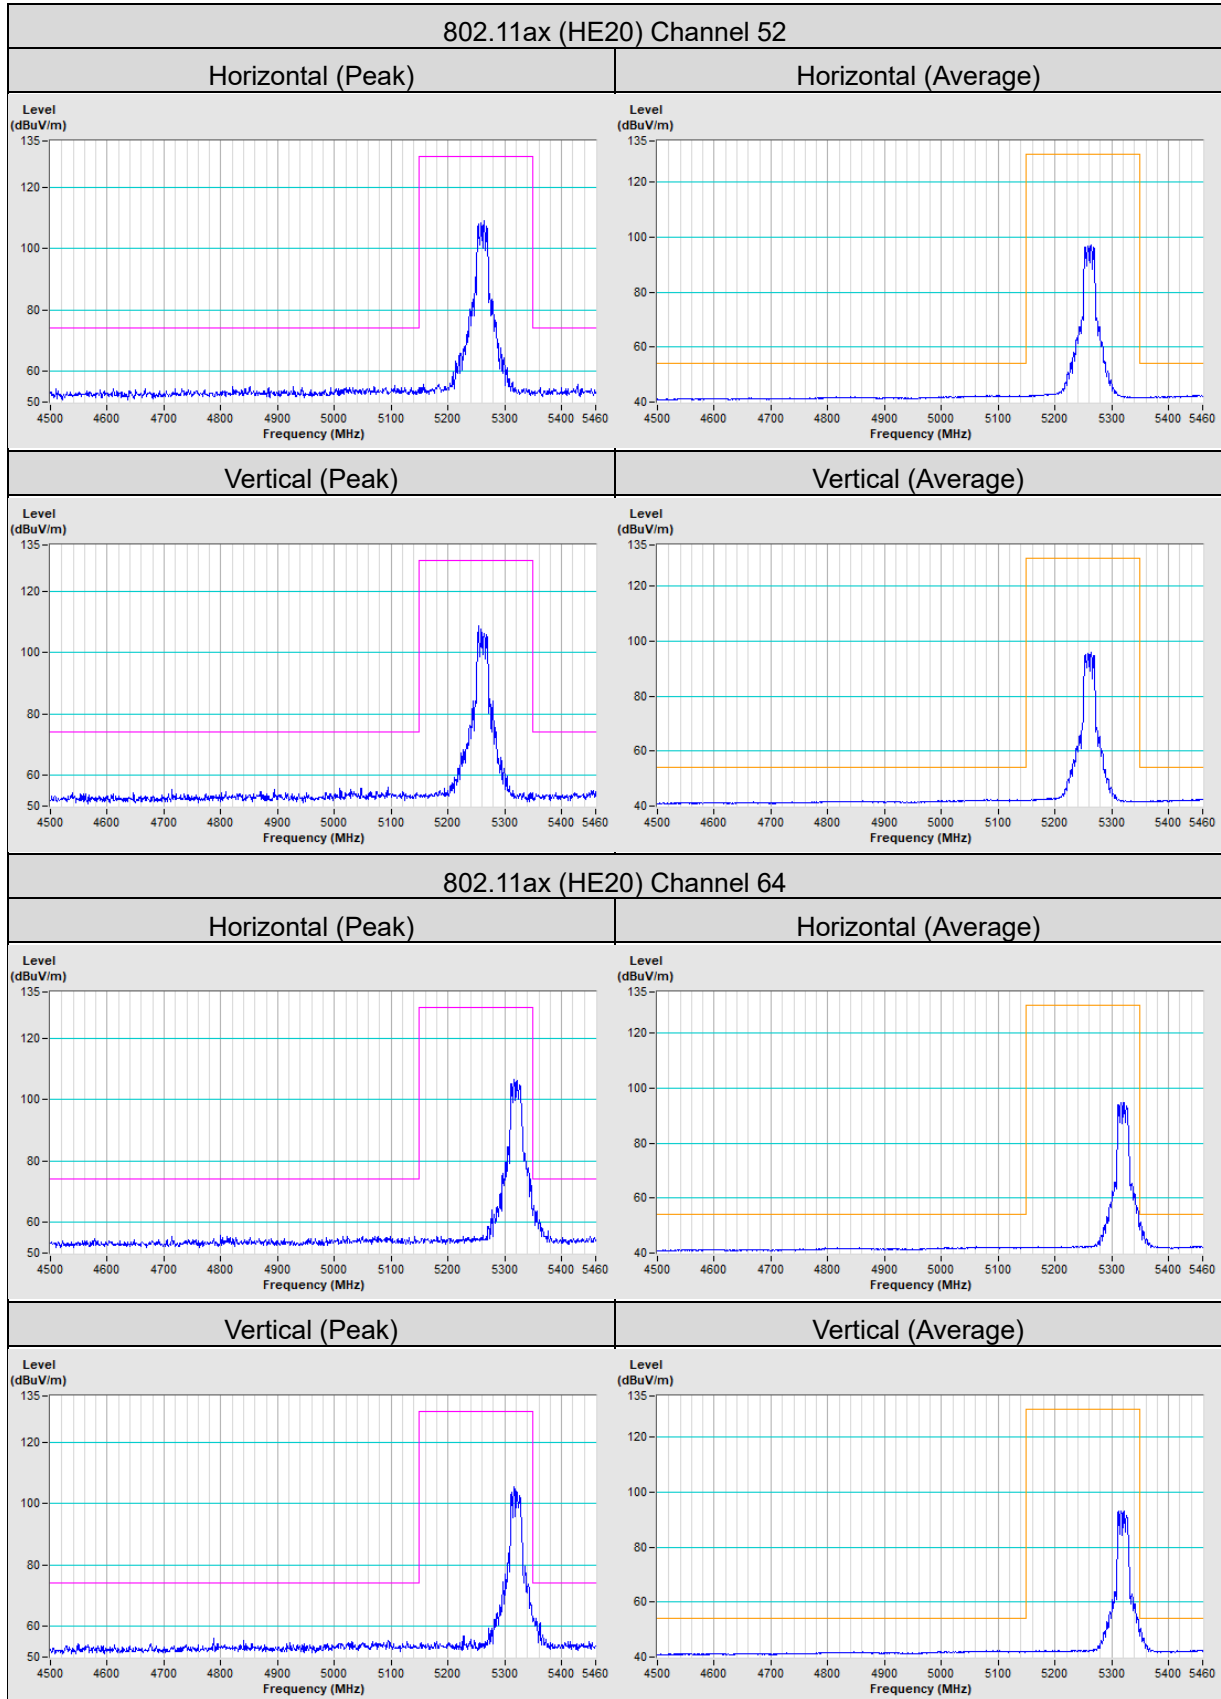 802.11ax (HE20) Channel 52
Horizontal (Peak) Horizontal (Average)
Level Level
(dBuV/m) (dBuV/m)
135 135
120 120
100 100
80 80
60 60
50 40
4500 4600 4700 4800 4900 5000 5100 5200 5300 5400 5460 4500 4600 4700 4800 4900 5000 5100 5200 5300 5400 5460
Frequency (MHz) Frequency (MHz)
Vertical (Peak) Vertical (Average)
Level Level
(dBuV/m) (dBuV/m)
135 135
120 120
100 100
80 80
60 60
50 40
4500 4600 4700 4800 4900 5000 5100 5200 5300 5400 5460 4500 4600 4700 4800 4900 5000 5100 5200 5300 5400 5460
Frequency (MHz) Frequency (MHz)
802.11ax (HE20) Channel 64
Horizontal (Peak) Horizontal (Average)
Level Level
(dBuV/m) (dBuV/m)
135 135
120 120
100 100
80 80
60 60
50 40
4500 4600 4700 4800 4900 5000 5100 5200 5300 5400 5460 4500 4600 4700 4800 4900 5000 5100 5200 5300 5400 5460
Frequency (MHz) Frequency (MHz)
Vertical (Peak) Vertical (Average)
Level Level
(dBuV/m) (dBuV/m)
135 135
120 120
100 100
80 80
60 60
50 40
4500 4600 4700 4800 4900 5000 5100 5200 5300 5400 5460 4500 4600 4700 4800 4900 5000 5100 5200 5300 5400 5460
Frequency (MHz) Frequency (MHz)